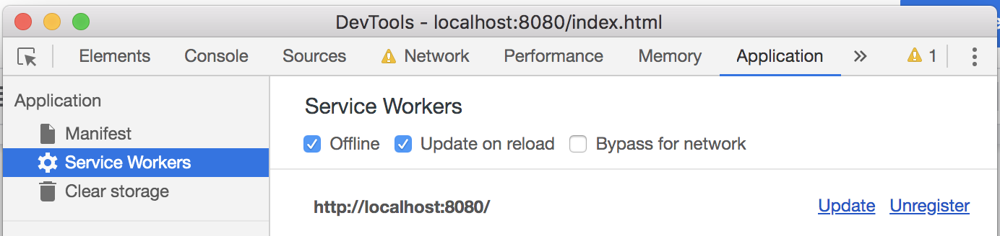 DevTools - localhost:8080/index.html
Elements Console Sources Network Performance Memory Application » 1
Application
Manifest
Service Workers
Clear storage
Service Workers
Offline Update on reload Bypass for network
http://localhost:8080/ Update Unregister